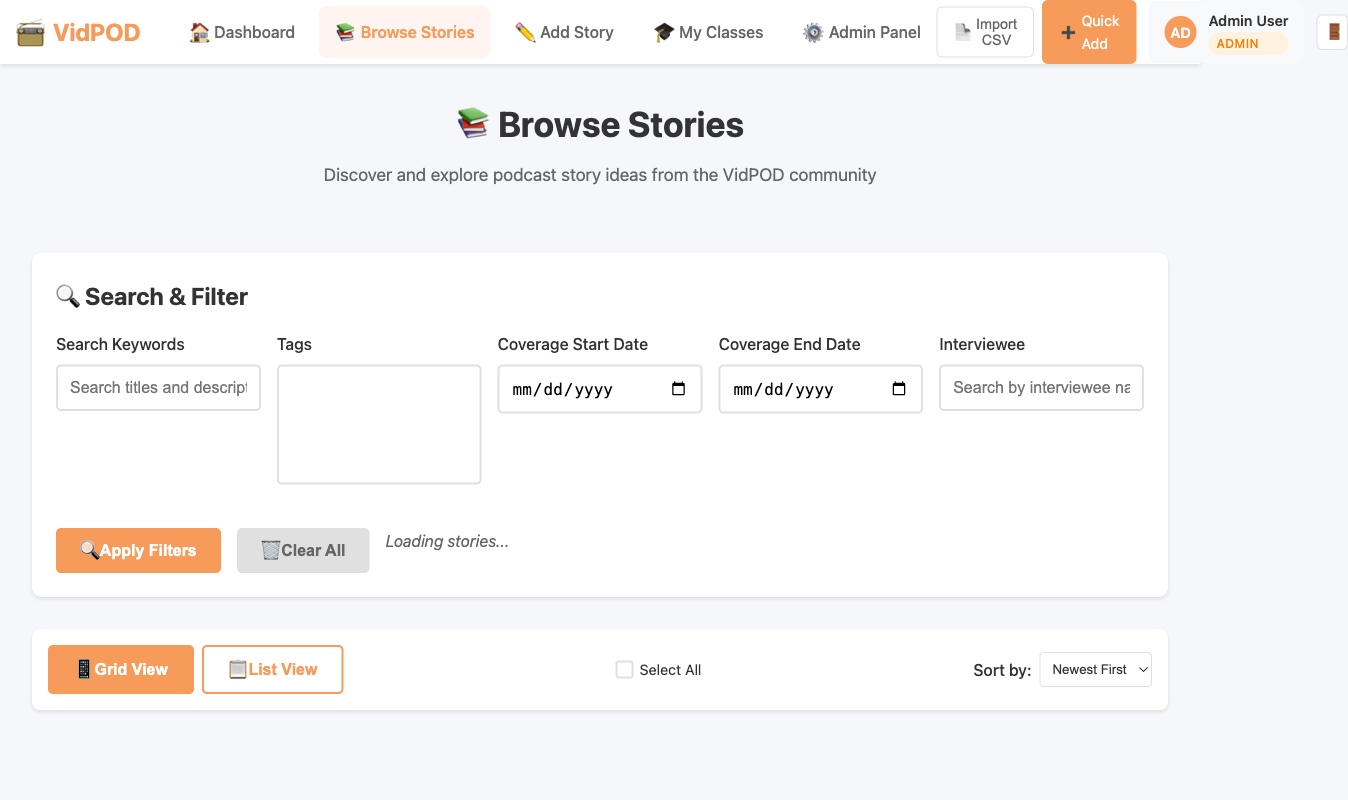 VidPOD
Dashboard
Browse Stories
Add Story
My Classes
Admin Panel
Import
CSV
Quick
Add
AD
Admin User
ADMIN
Browse Stories
Discover and explore podcast story ideas from the VidPOD community
Search & Filter
Search Keywords
Tags
Coverage Start Date
Coverage End Date
Interviewee
Search titles and descript
mm/dd/yyyy
mm/dd/yyyy
Search by interviewee na
Apply Filters
Clear All
Loading stories...
Grid View
List View
Select All
Sort by:
Newest First